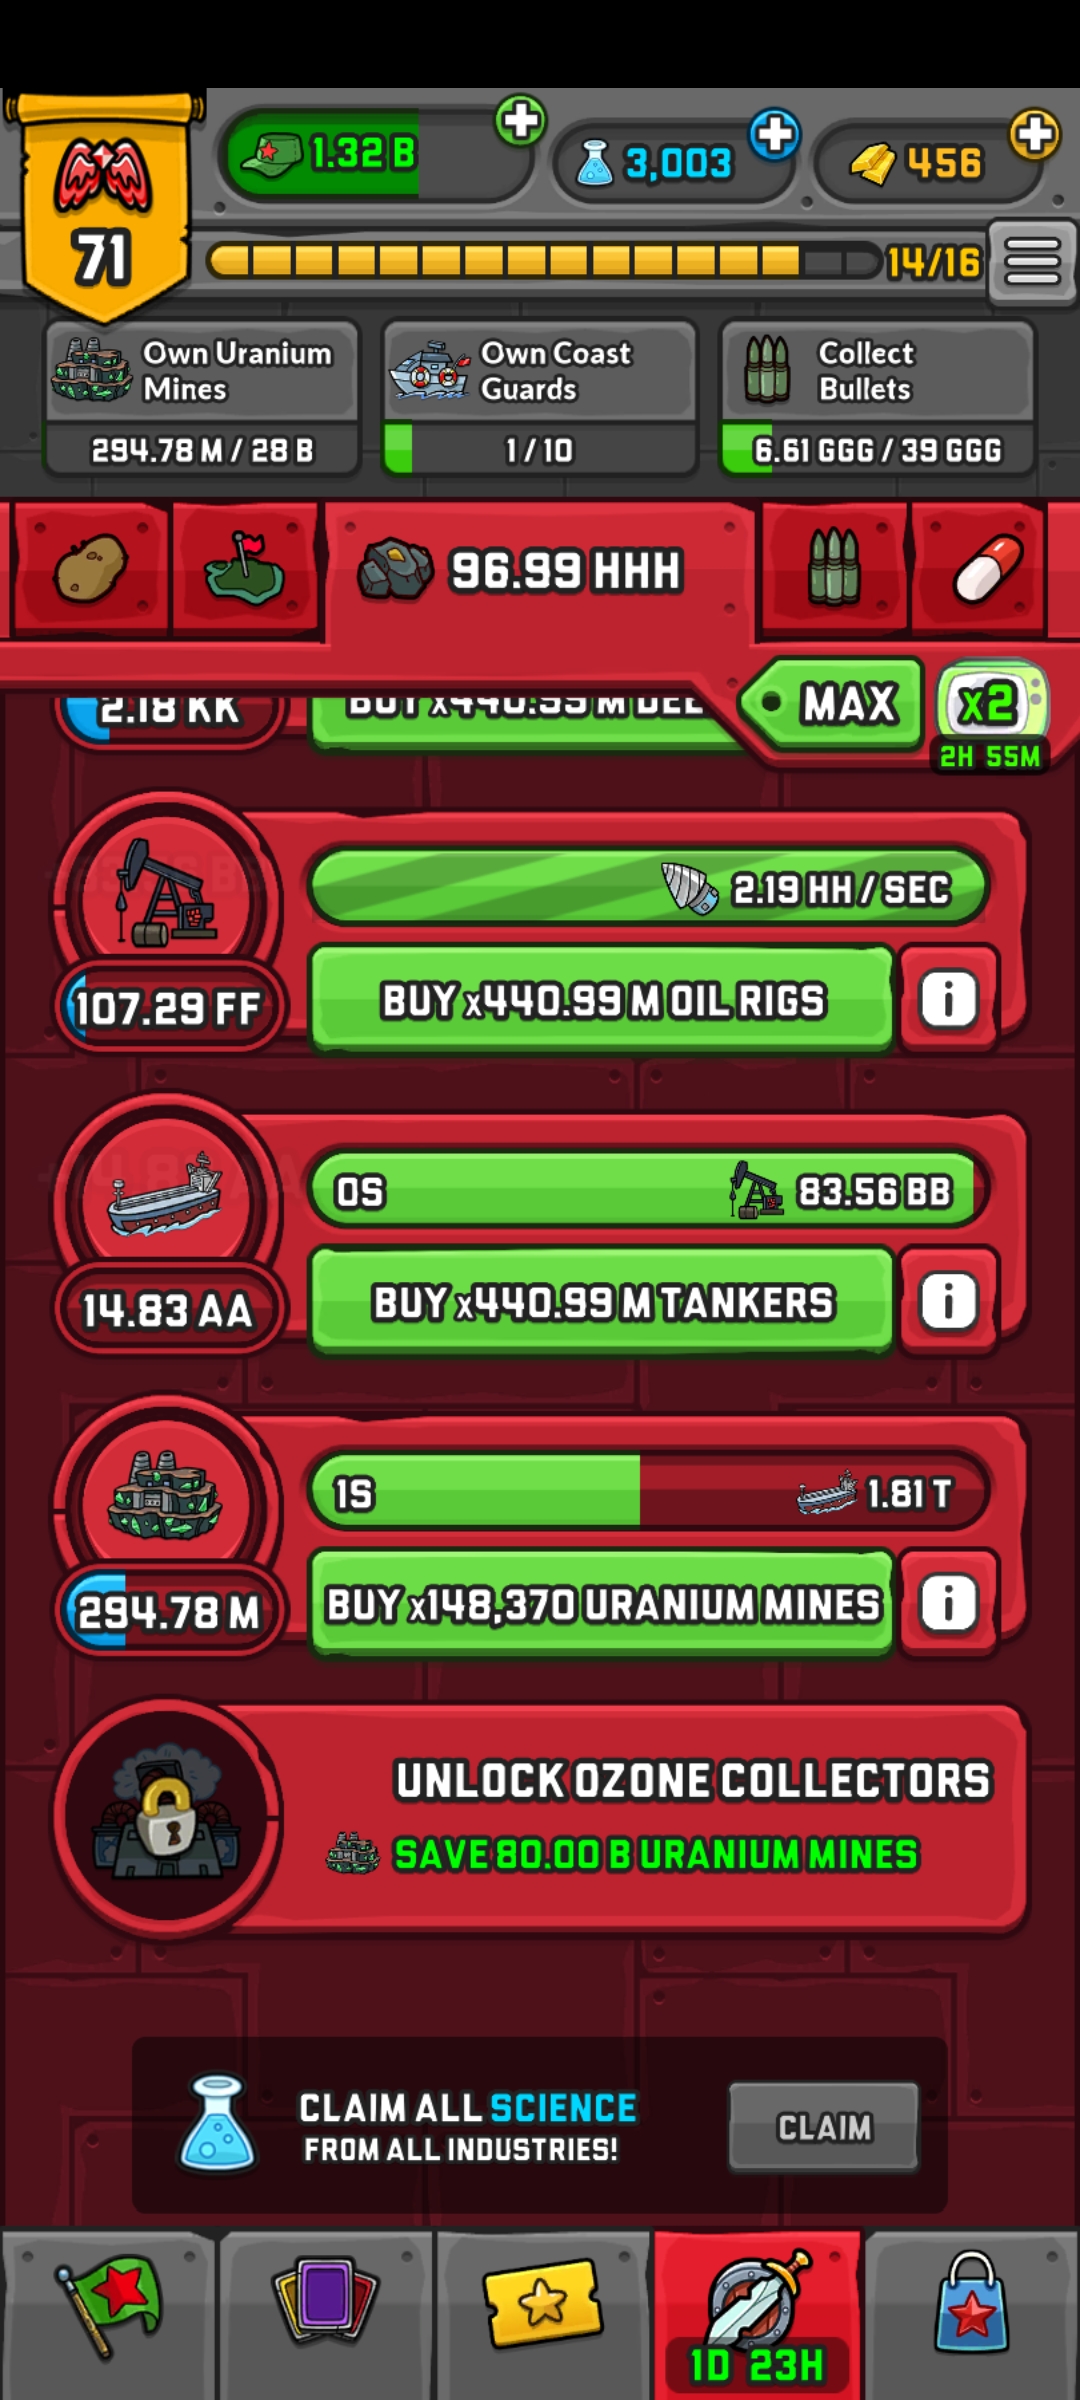 1.32 B
3,003
456
71
14/16
Own Uranium
Mines
294.78 M / 28 B
Own Coast
Guards
1 / 10
Collect
Bullets
6.61 GGG / 39 GGG
96.99 HHH
MAX
x2
2H 55M
2.18 KK
BUY x440.99 M DEE
2.19 HH / SEC
107.29 FF
BUY x440.99 M OIL RIGS
i
0S
83.56 BB
14.83 AA
BUY x440.99 M TANKERS
i
1S
1.81 T
294.78 M
BUY x148,370 URANIUM MINES
i
UNLOCK OZONE COLLECTORS
SAVE 80.00 B URANIUM MINES
CLAIM ALL SCIENCE
FROM ALL INDUSTRIES!
CLAIM
1D 23H